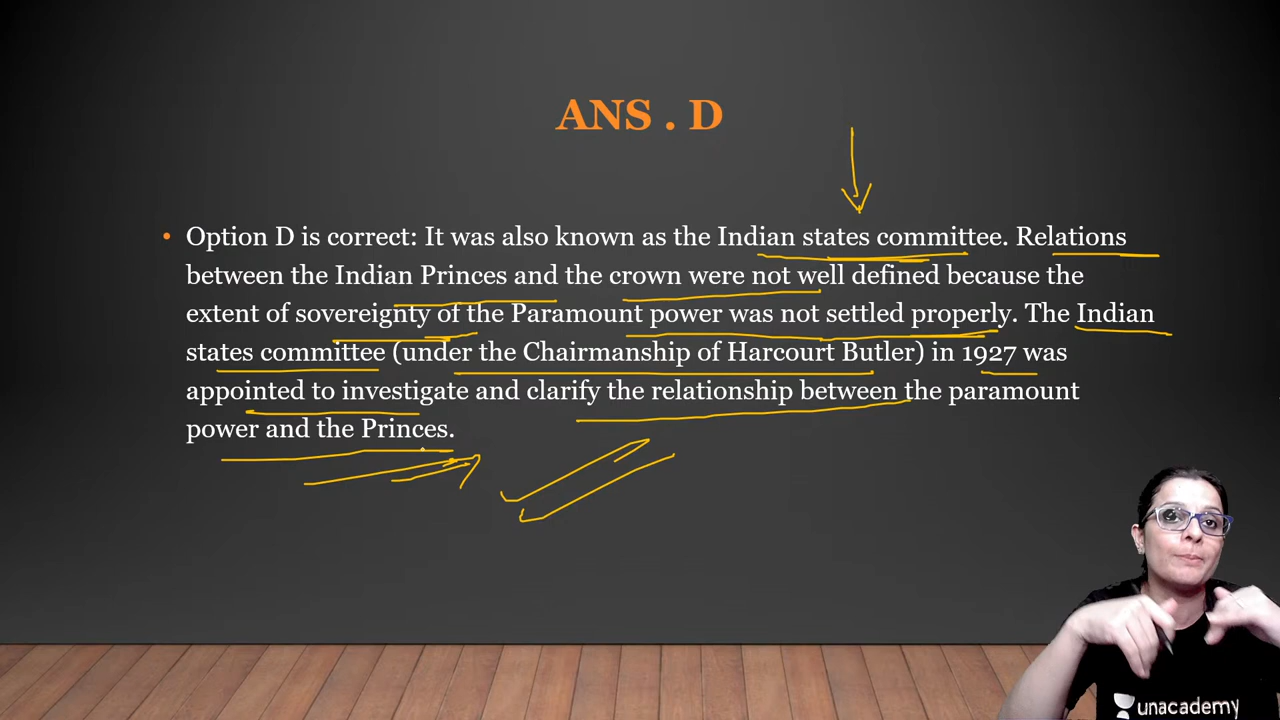 ANS . D
• Option D is correct: It was also known as the Indian states committee. Relations
between the Indian Princes and the crown were not well defined because the
extent of sovereignty of the Paramount power was not settled properly. The Indian
states committee (under the Chairmanship of Harcourt Butler) in 1927 was
appointed to investigate and clarify the relationship between the paramount
power and the Princes.
unacademy